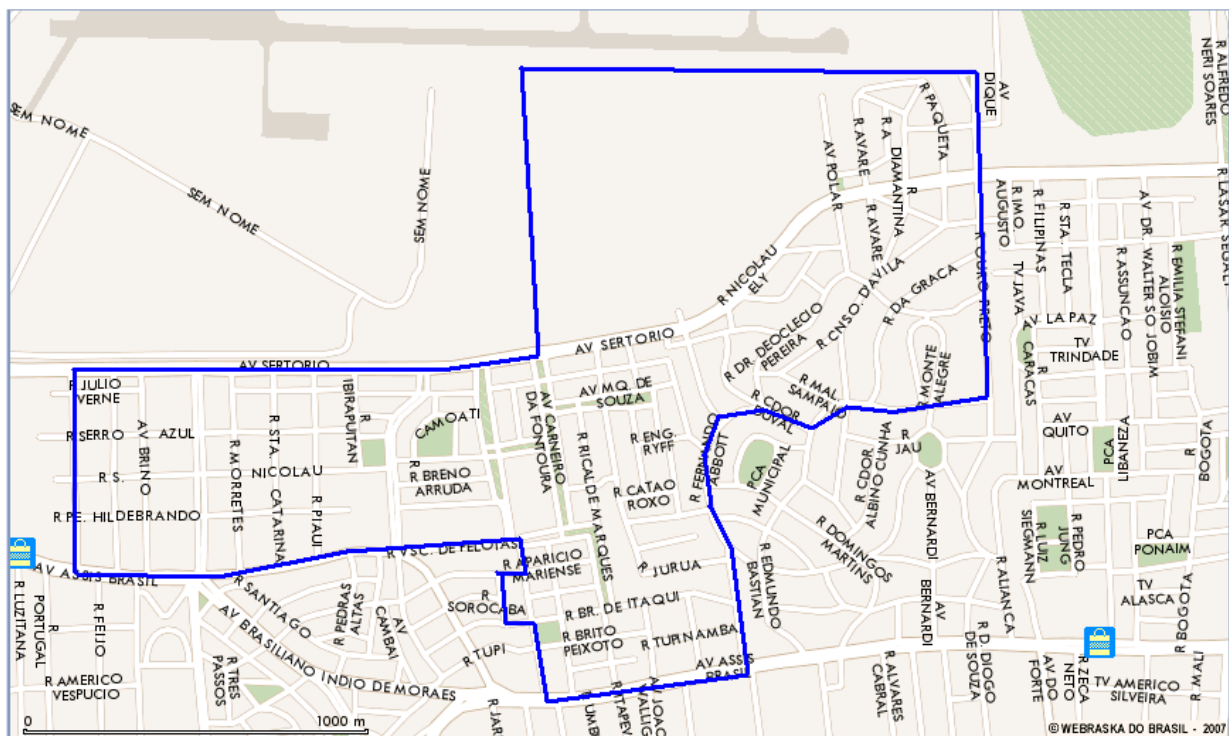 R ALFREDO
NERI SOARES
AV
DIQUE
R PAQUETA
SEM NOME
R AVARE
R A
DIAMANTINA
AV POLAR
R
SEM NOME
SEM NOME
R LASAR SEGALL
R IMO
AUGUSTO
R FILIPINAS
R STA. TECLA
AV DR. WALTER SO JOBIM
R AVARE
R ASSUNCAO
R EMILIA STEFANI
ALOISIO
R OURO PRETO
R NICOLAU
ELY
R CNSO. D'AVILA
R DA GRACA
TV JAVA
AV SERTORIO
AV LA PAZ
R DR. DEOCLECIO
PEREIRA
TV
TRINDADE
AV SERTORIO
AV
CARACAS
R MONTE
ALEGRE
R JULIO
VERNE
R
IBIRAPUITAN
AV MQ. DE
SOUZA
R MAL.
SAMPAIO
R CDOR
DUVAL
CAMOATI
AV CARNEIRO
DA FONTOURA
R SERRO
AZUL
AV BRINO
R STA.
CATARINA
R MORRETES
R ENG.
RYFF
R FERNANDO
ABBOTT
R
JAU
AV
QUITO
PCA
LIBANEZA
R
BOGOTA
R S.
NICOLAU
R BRENO
ARRUDA
R RICALDE MARQUES
R CATAO
ROXO
PCA
MUNICIPAL
R CDOR
ALBINO CUNHA
AV BERNARDI
AV
MONTREAL
R PE. HILDEBRANDO
R PIAUI
R LUIZ
SIEGMANN
R PEDRO
JUNG
PCA
PONAIM
R VSC. DE PELOTAS
R APARICIO
MARIENSE
R JURUA
R DOMINGOS
MARTINS
R EDMUNDO
BASTIAN
R ALIANCA
AV ASSIS BRASIL
R SANTIAGO
R
SOROCABA
R BR. DE ITAQUI
AV
BERNARDI
TV
ALASCA
R BOGOTA
R LUZITANA
PORTUGAL
R
R FEIJO
R PEDRAS
ALTAS
AV
CAMBAI
R BRITO
PEIXOTO
R TUPINAMBA
R TUPI
AV BRASILIANO INDIO DE MORAES
R TRES
PASSOS
AV ASSIS
BRASIL
R ALVARES
CABRAL
R D. DIOGO
DE SOUZA
AV DO
FORTE
R ZECA
NETO
R AMERICO
VESPUCIO
TV AMERICO
SILVEIRA
R MALI
R ITAPEV
AV JOAO
VALLIG
R UMB
R JARI
0
1000 m
© WEBRASKA DO BRASIL - 2007